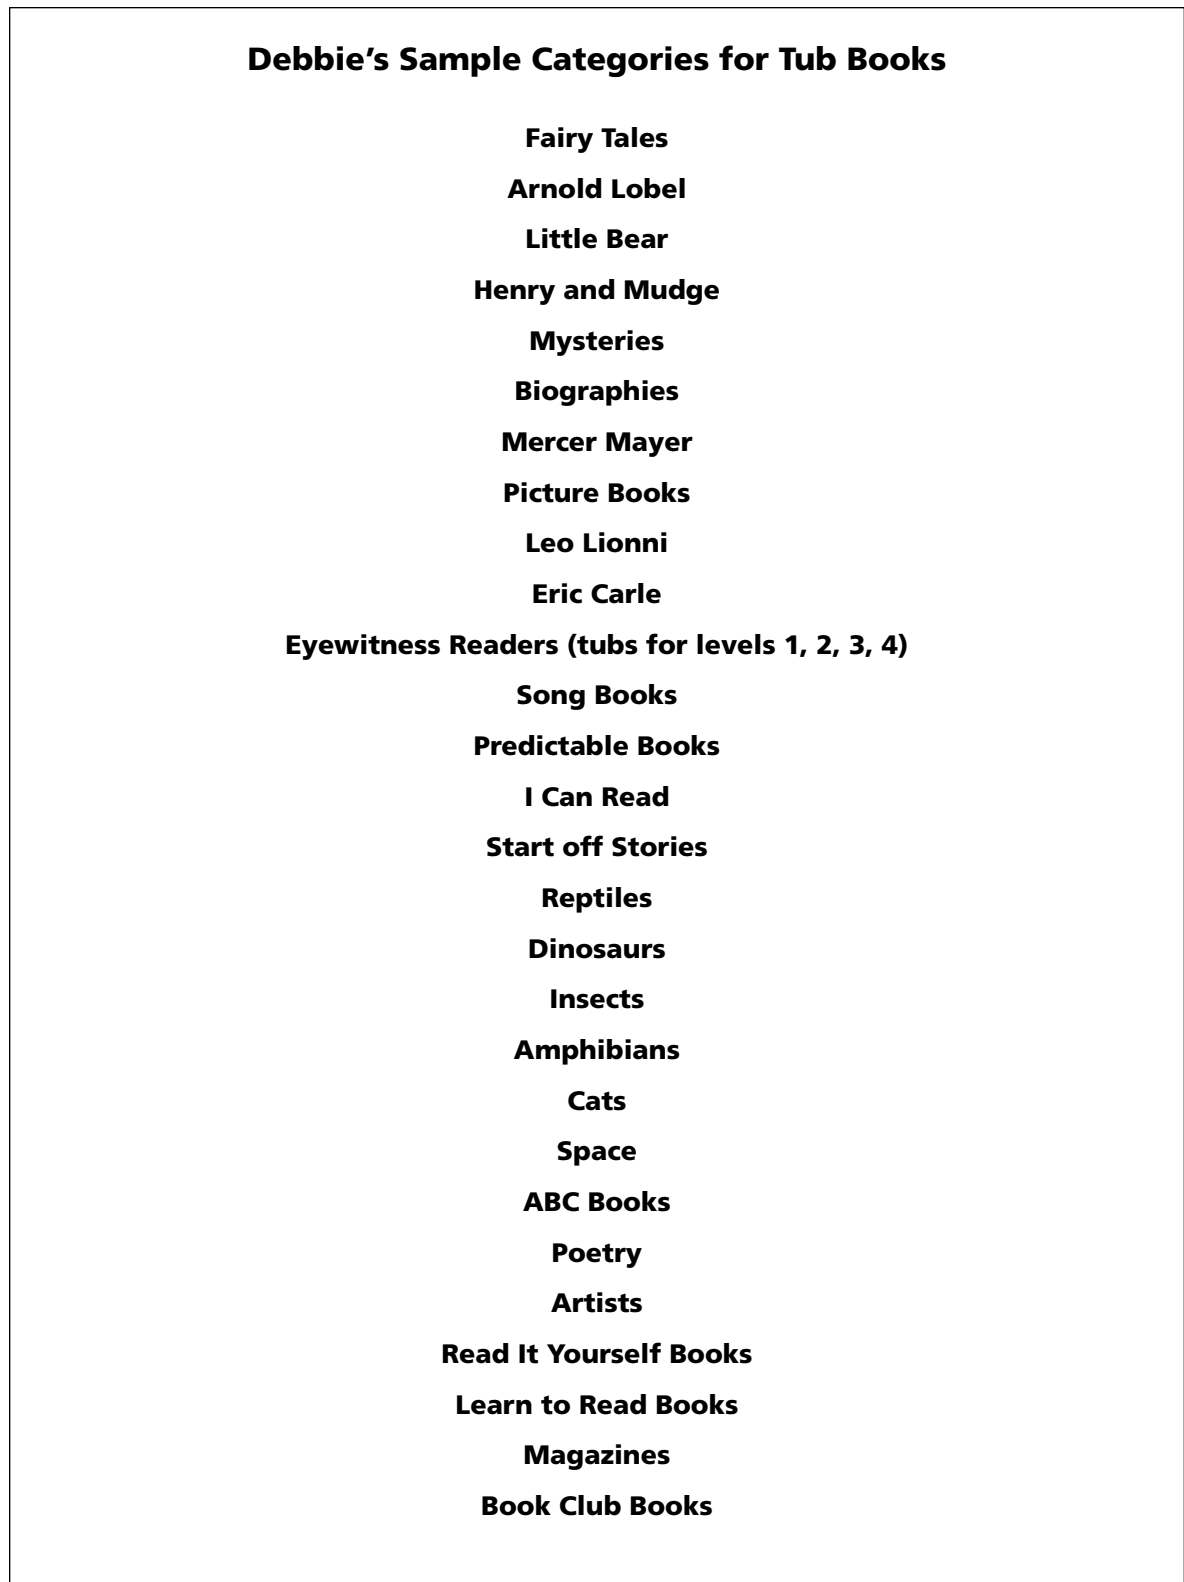 Debbie’s Sample Categories for Tub Books
Fairy Tales
Arnold Lobel
Little Bear
Henry and Mudge
Mysteries
Biographies
Mercer Mayer
Picture Books
Leo Lionni
Eric Carle
Eyewitness Readers (tubs for levels 1, 2, 3, 4)
Song Books
Predictable Books
I Can Read
Start off Stories
Reptiles
Dinosaurs
Insects
Amphibians
Cats
Space
ABC Books
Poetry
Artists
Read It Yourself Books
Learn to Read Books
Magazines
Book Club Books